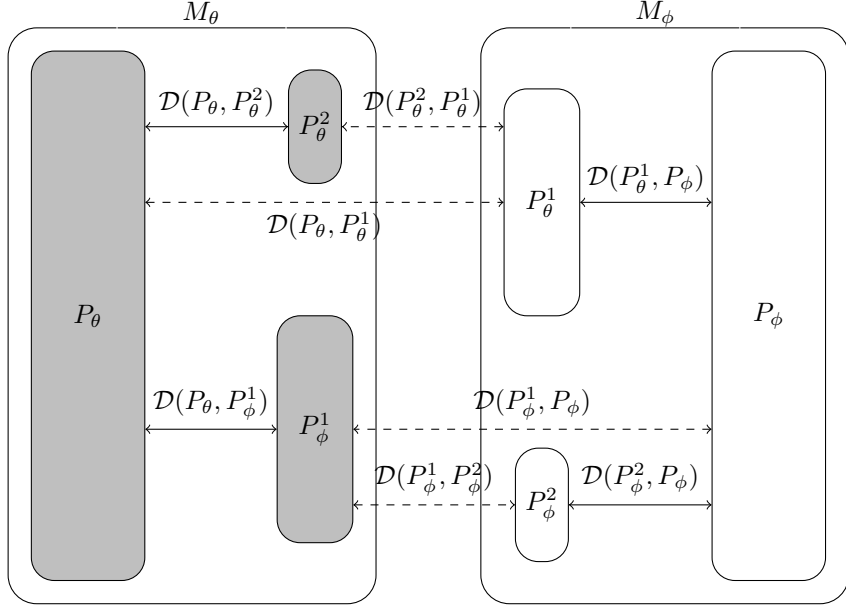 M_θ M_ϕ
𝒟(P_θ, P_θ^2) P_θ^2 𝒟(P_θ^2, P_θ^1)
𝒟(P_θ^1, P_ϕ)
P_θ^1
𝒟(P_θ, P_θ^1)
P_θ P_ϕ
𝒟(P_θ, P_ϕ^1) 𝒟(P_ϕ^1, P_ϕ)
P_ϕ^1
𝒟(P_ϕ^1, P_ϕ^2) P_ϕ^2 𝒟(P_ϕ^2, P_ϕ)